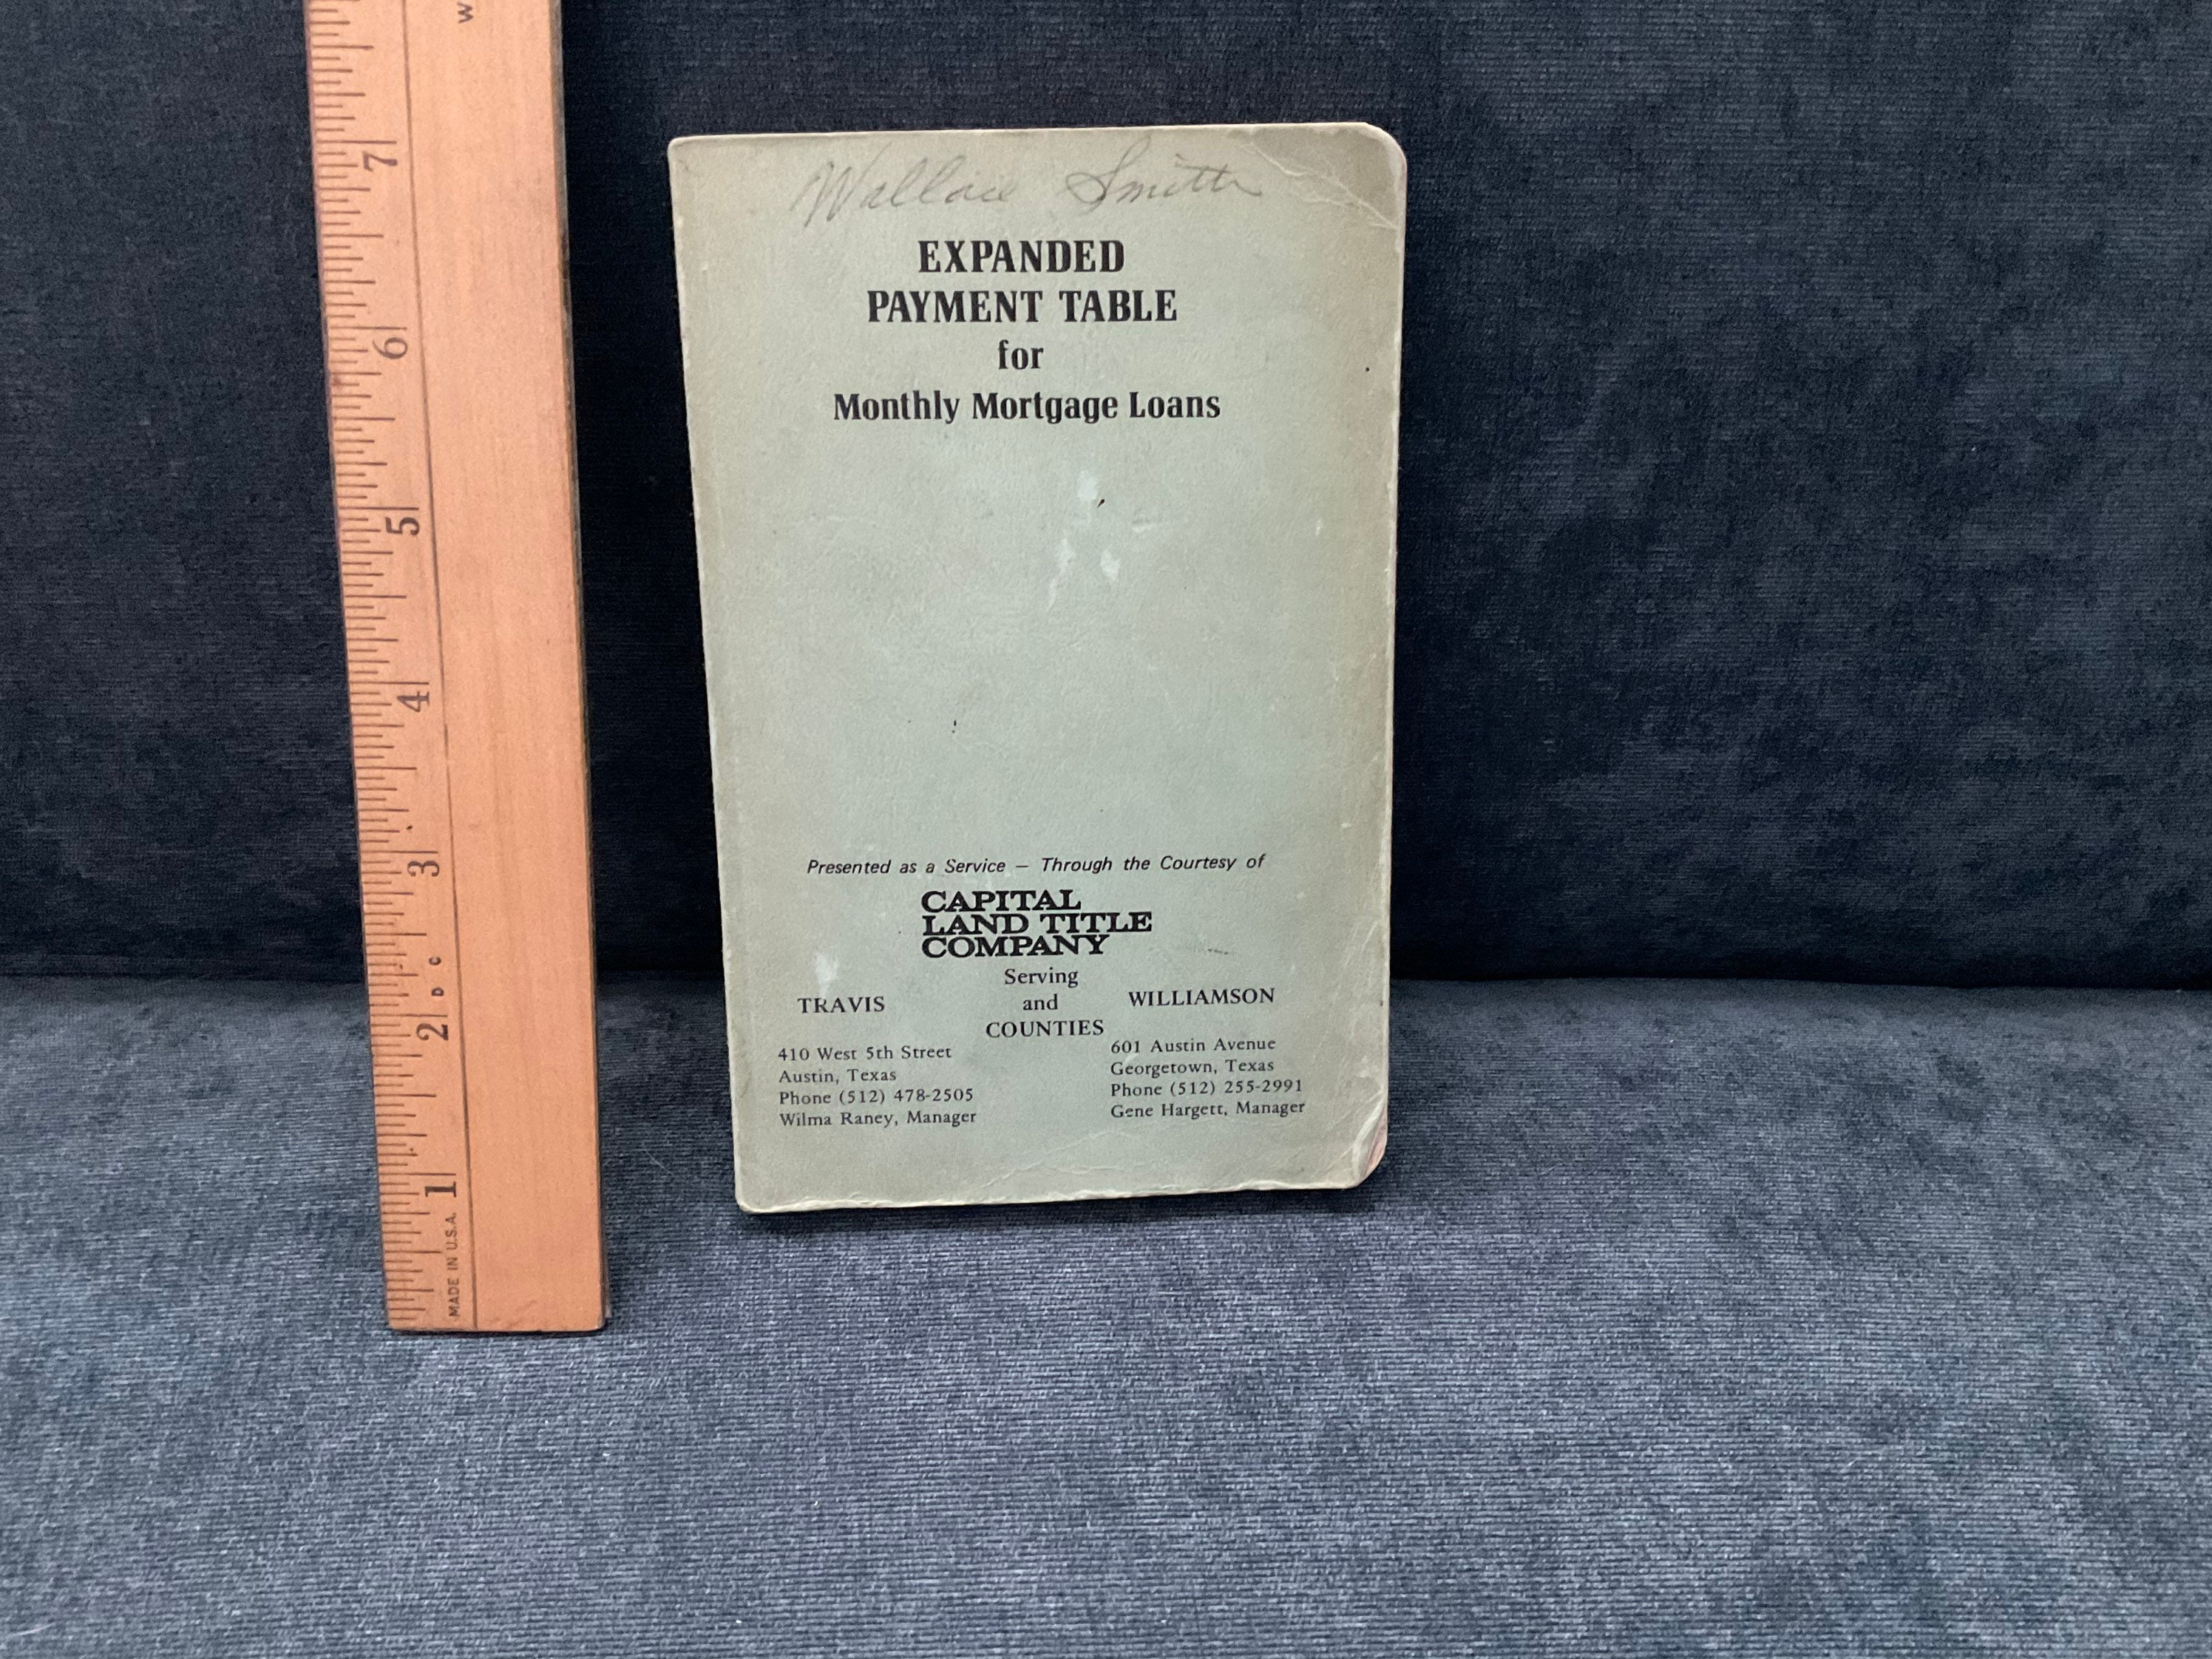 W
7
6
5
4
3
D C
2
1
MADE IN U.S.A.
Wallace Smith
EXPANDED
PAYMENT TABLE
for
Monthly Mortgage Loans
Presented as a Service — Through the Courtesy of
CAPITAL
LAND TITLE
COMPANY
Serving
TRAVIS and WILLIAMSON
COUNTIES
410 West 5th Street
Austin, Texas
Phone (512) 478-2505
Wilma Raney, Manager
601 Austin Avenue
Georgetown, Texas
Phone (512) 255-2991
Gene Hargett, Manager